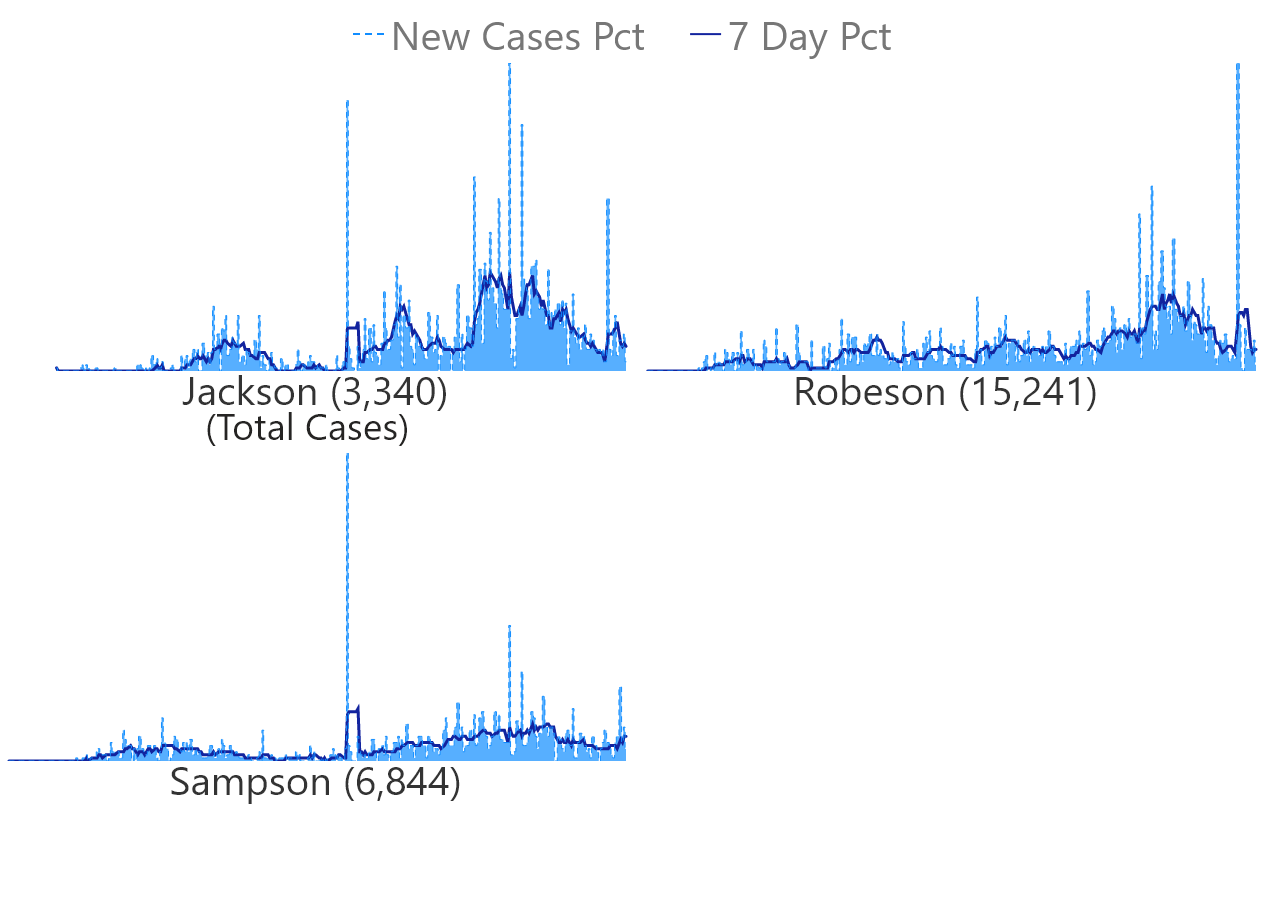 New Cases Pct 7 Day Pct
Jackson (3,340) Robeson (15,241)
(Total Cases)
Sampson (6,844)